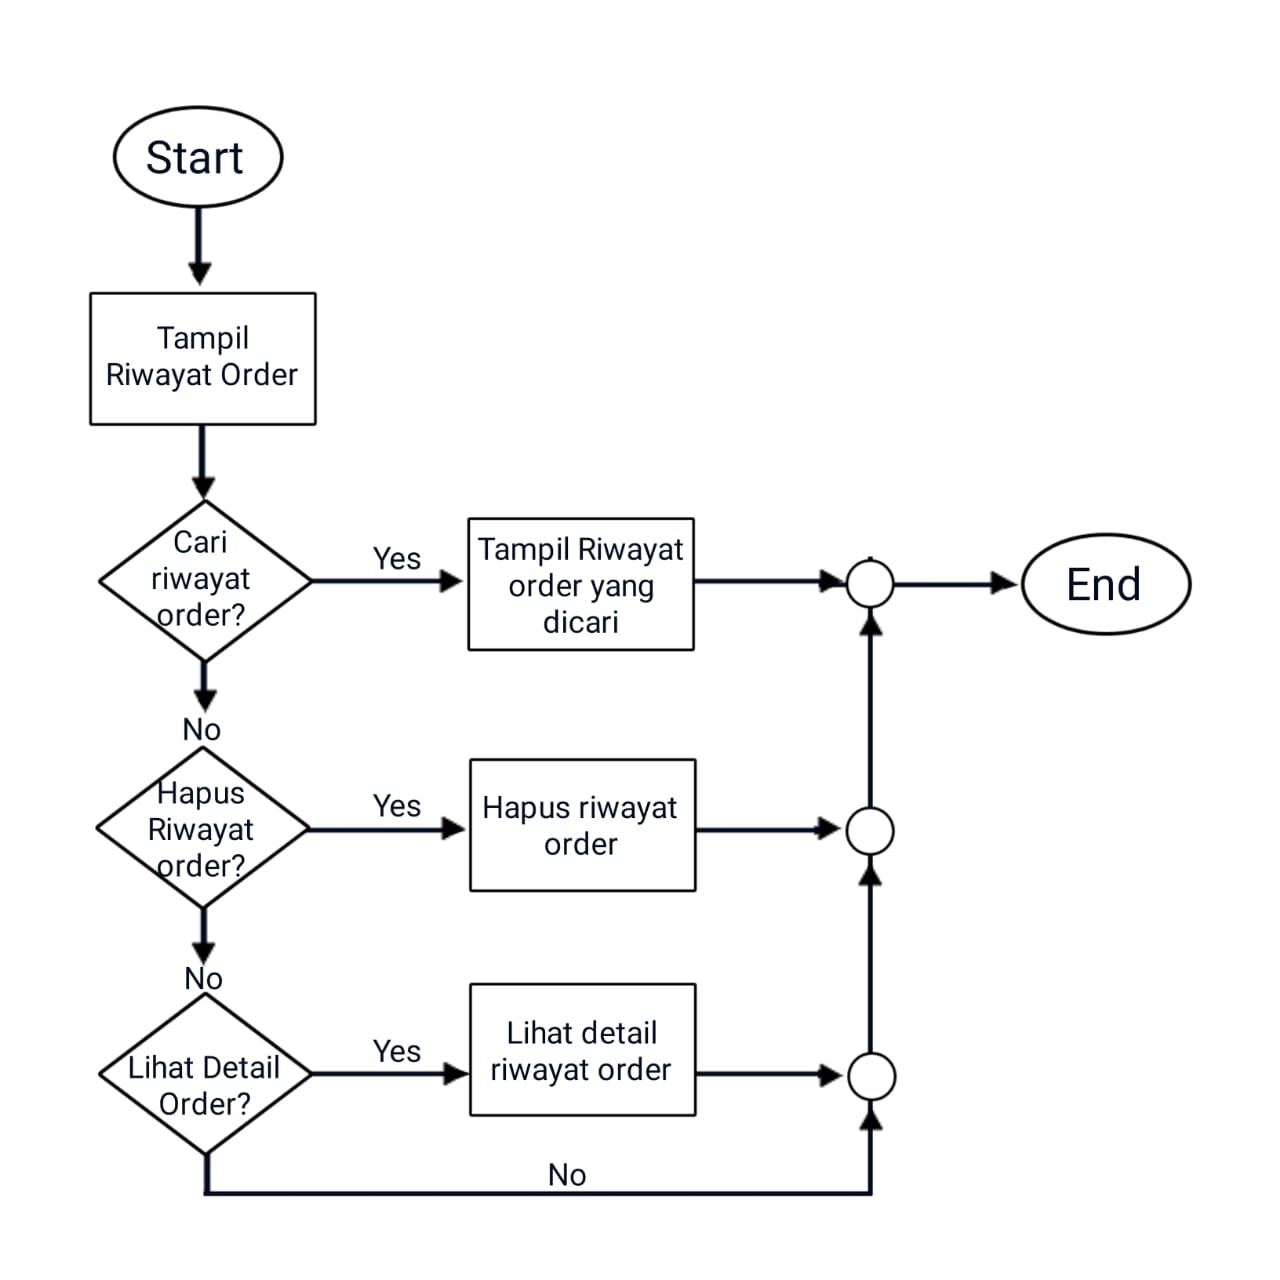 Start
Tampil
Riwayat Order
Cari
riwayat
order?
Yes
Tampil Riwayat
order yang
dicari
End
No
Hapus
Riwayat
order?
Yes
Hapus riwayat
order
No
Lihat Detail
Order?
Yes
Lihat detail
riwayat order
No